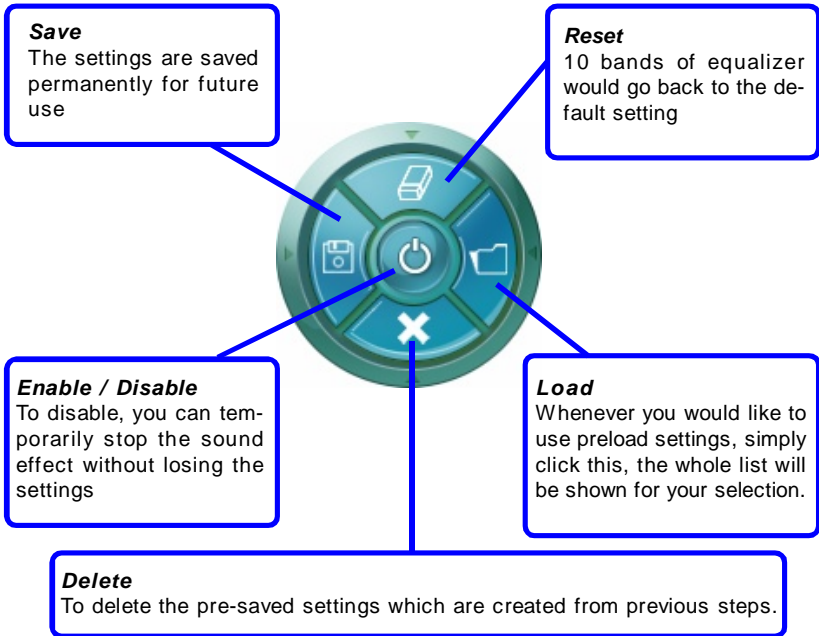 Save
The settings are saved
permanently for future
use
Reset
10 bands of equalizer
would go back to the de-
fault setting
Enable / Disable
To disable, you can tem-
porarily stop the sound
effect without losing the
settings
Load
Whenever you would like to
use preload settings, simply
click this, the whole list will
be shown for your selection.
Delete
To delete the pre-saved settings which are created from previous steps.